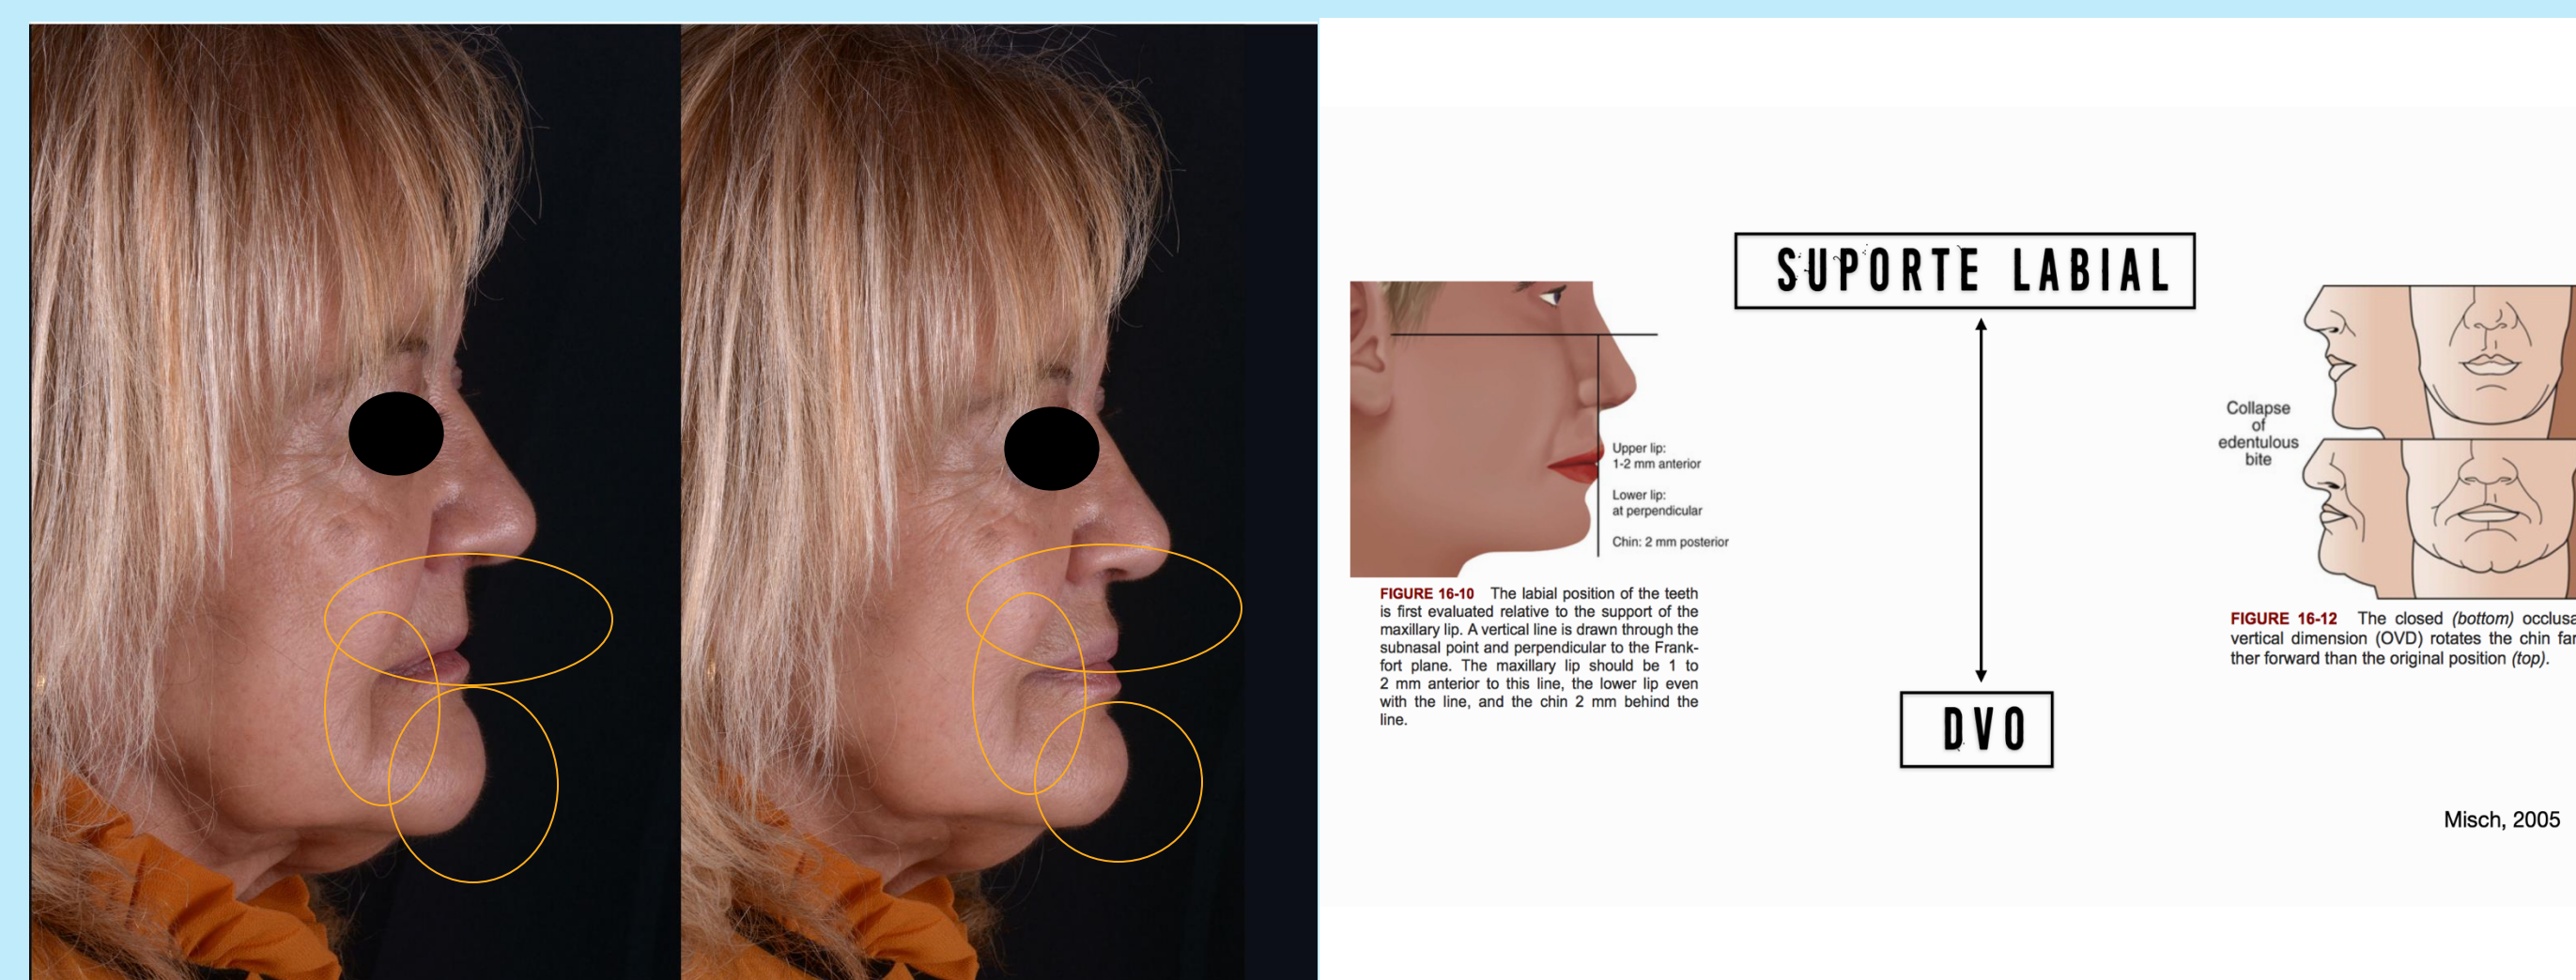 SUPORTE LABIAL
Upper lip:
1-2 mm anterior
Lower lip:
at perpendicular
Chin: 2 mm posterior
FIGURE 16-10 The labial position of the teeth
is first evaluated relative to the support of the
maxillary lip. A vertical line is drawn through the
subnasal point and perpendicular to the Frank-
fort plane. The maxillary lip should be 1 to
2 mm anterior to this line, the lower lip even
with the line, and the chin 2 mm behind the
line.
DVO
Collapse
of
edentulous
bite
FIGURE 16-12 The closed (bottom) occlusa
vertical dimension (OVD) rotates the chin far
ther forward than the original position (top).
Misch, 2005